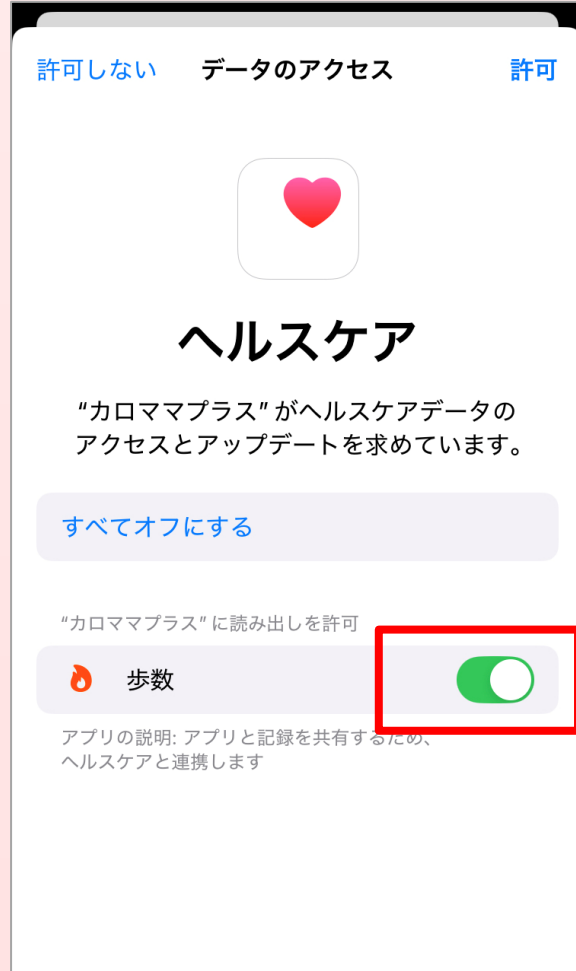 許可しない データのアクセス 許可
ヘルスケア
“カロママプラス” がヘルスケアデータの
アクセスとアップデートを求めています。
すべてオフにする
“カロママプラス” に読み出しを許可
歩数
アプリの説明: アプリと記録を共有するため、
ヘルスケアと連携します